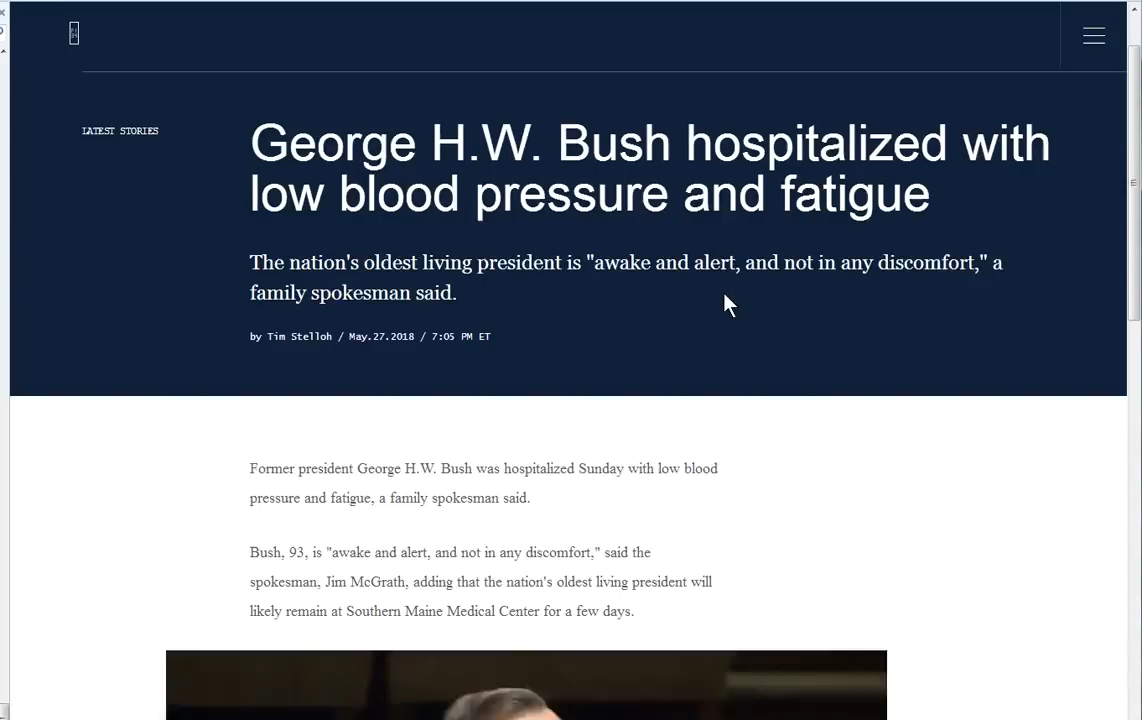 LATEST STORIES
George H.W. Bush hospitalized with
low blood pressure and fatigue
The nation's oldest living president is "awake and alert, and not in any discomfort," a
family spokesman said.
by Tim Stelloh / May.27.2018 / 7:05 PM ET
Former president George H.W. Bush was hospitalized Sunday with low blood
pressure and fatigue, a family spokesman said.
Bush, 93, is "awake and alert, and not in any discomfort," said the
spokesman, Jim McGrath, adding that the nation's oldest living president will
likely remain at Southern Maine Medical Center for a few days.